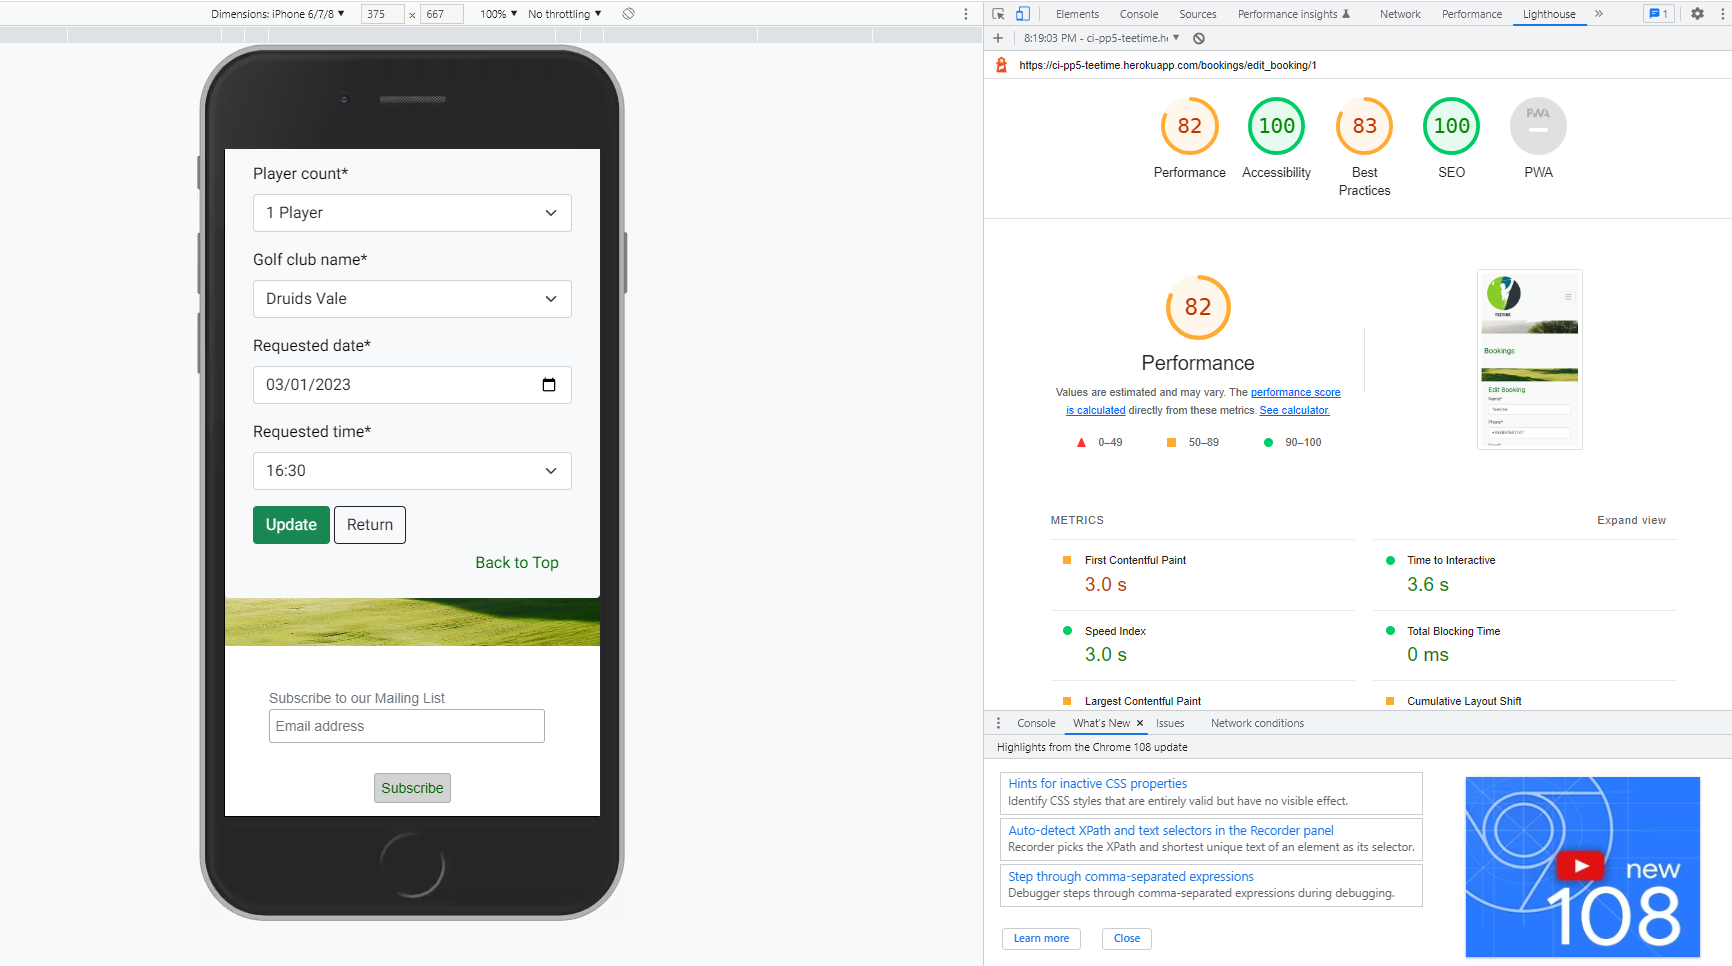 Dimensions: iPhone 6/7/8 ▼ 375 × 667 100% ▼ No throttling ▼
Player count*
1 Player
Golf club name*
Druids Vale
Requested date*
03/01/2023
Requested time*
16:30
Update Return
Back to Top
Subscribe to our Mailing List
Email address
Subscribe
Elements Console Sources Performance insights Network Performance Lighthouse » 1
+ 8:19:03 PM - ci-pp5-teetime.he ▼
https://ci-pp5-teetime.herokuapp.com/bookings/edit_booking/1
82 100 83 100 PWA
Performance Accessibility Best Practices SEO PWA
82
Performance
Values are estimated and may vary. The performance score
is calculated directly from these metrics. See calculator.
0–49 50–89 90–100
TEETIME
Bookings
Edit Booking
Name*
Teetime
Phone*
METRICS Expand view
First Contentful Paint
3.0 s
Time to Interactive
3.6 s
Speed Index
3.0 s
Total Blocking Time
0 ms
Largest Contentful Paint
Cumulative Layout Shift
Console What's New × Issues Network conditions
Highlights from the Chrome 108 update
Hints for inactive CSS properties
Identify CSS styles that are entirely valid but have no visible effect.
Auto-detect XPath and text selectors in the Recorder panel
Recorder picks the XPath and shortest unique text of an element as its selector.
Step through comma-separated expressions
Debugger steps through comma-separated expressions during debugging.
Learn more Close
new
108